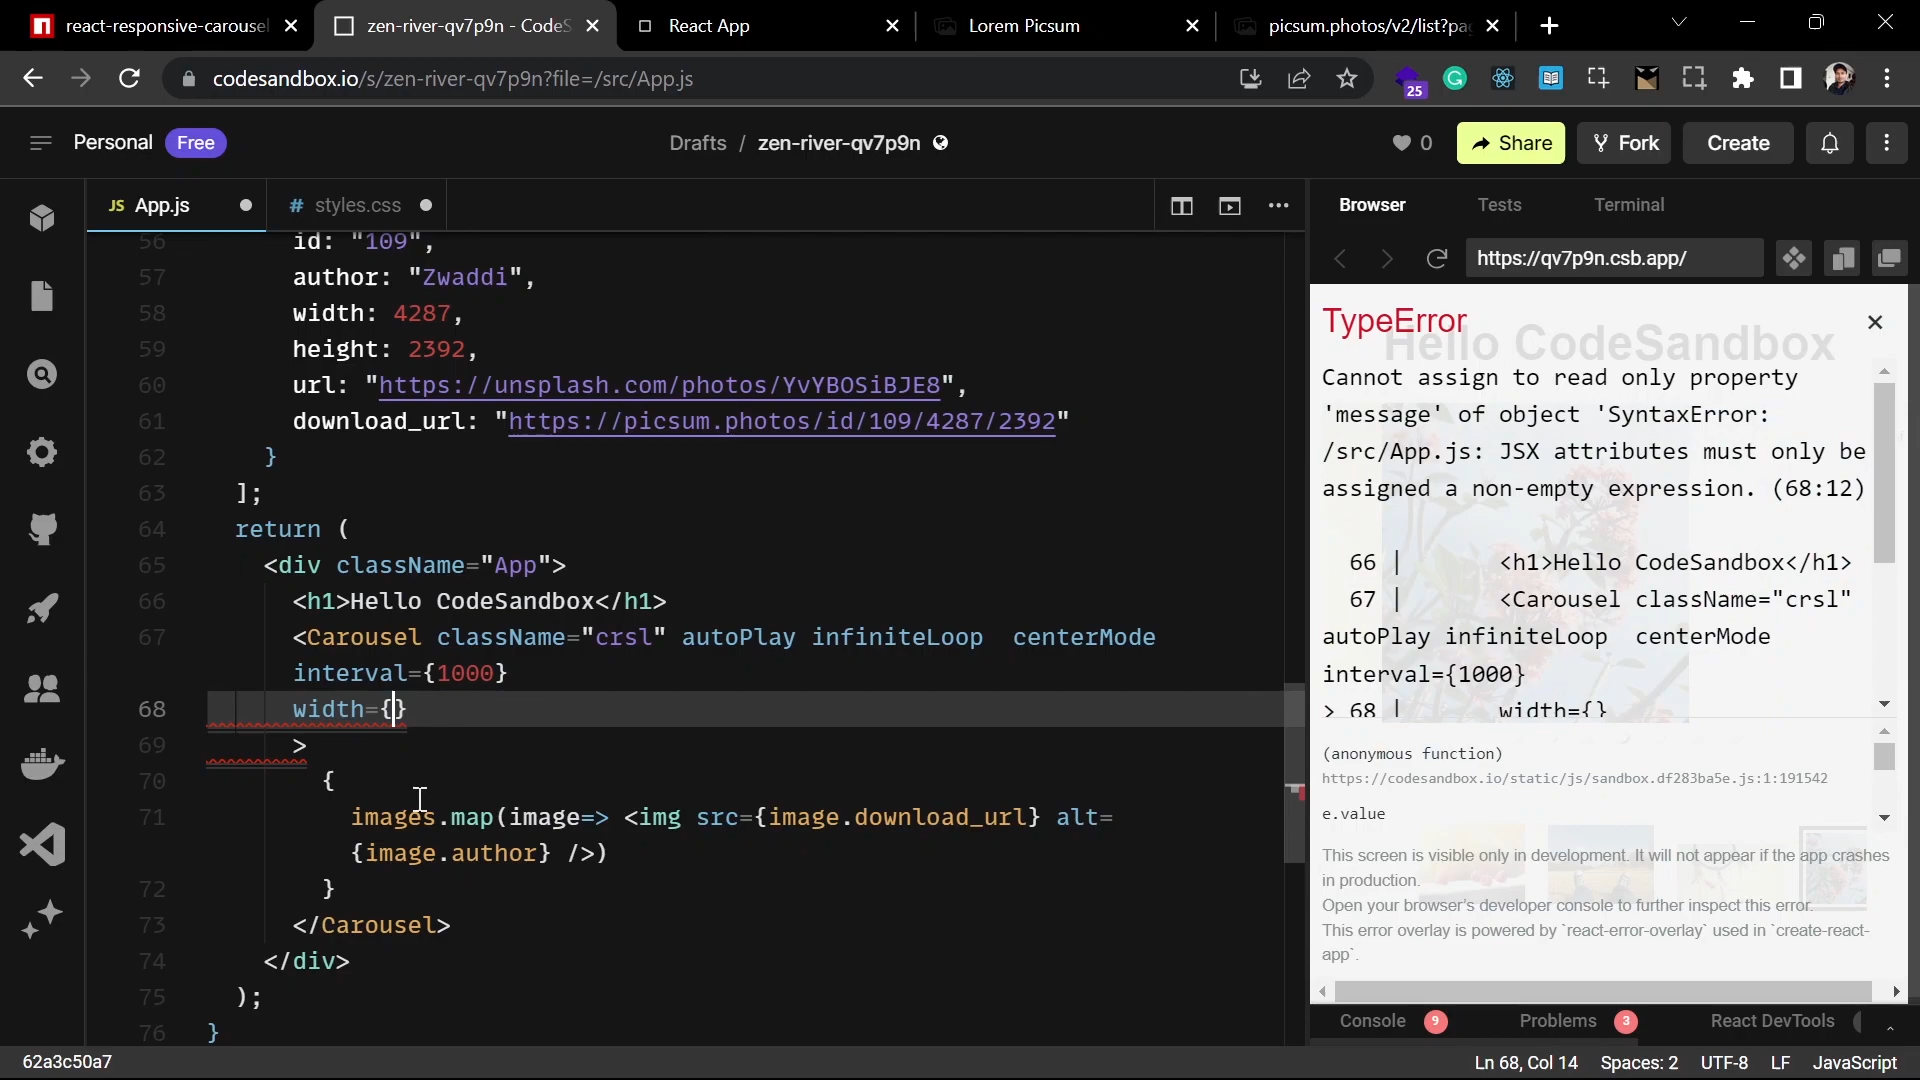 react-responsive-carousel
zen-river-qv7p9n - CodeS
React App
Lorem Picsum
picsum.photos/v2/list?pa
codesandbox.io/s/zen-river-qv7p9n?file=/src/App.js
25
Personal Free
Drafts / zen-river-qv7p9n
0
Share
Fork
Create
JS App.js
# styles.css
Browser
Tests
Terminal
https://qv7p9n.csb.app/
56 id: "109",
57 author: "Zwaddi",
58 width: 4287,
59 height: 2392,
60 url: "https://unsplash.com/photos/YvYBOSiBJE8",
61 download_url: "https://picsum.photos/id/109/4287/2392"
62 }
63 ];
64 return (
65 <div className="App">
66 <h1>Hello CodeSandbox</h1>
67 <Carousel className="crsl" autoPlay infiniteLoop  centerMode
interval={1000}
68 width={}
69 >
70 {
71 images.map(image=> <img src={image.download_url} alt=
{image.author} />)
72 }
73 </Carousel>
74 </div>
75 );
76 }
TypeError
Hello CodeSandbox
Cannot assign to read only property
'message' of object 'SyntaxError:
/src/App.js: JSX attributes must only be
assigned a non-empty expression. (68:12)
66 | <h1>Hello CodeSandbox</h1>
67 | <Carousel className="crsl"
autoPlay infiniteLoop  centerMode
interval={1000}
> 68 | width={}
(anonymous function)
https://codesandbox.io/static/js/sandbox.df283ba5e.js:1:191542
e.value
This screen is visible only in development. It will not appear if the app crashes
in production.
Open your browser's developer console to further inspect this error.
This error overlay is powered by `react-error-overlay` used in `create-react-
app`.
Console 9
Problems 3
React DevTools
62a3c50a7
Ln 68, Col 14
Spaces: 2
UTF-8
LF
JavaScript